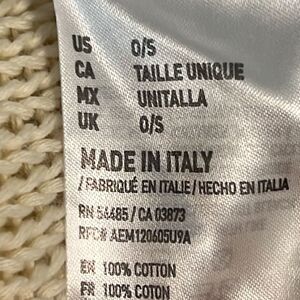 US O/S
CA TAILLE UNIQUE
MX UNITALLA
UK O/S
MADE IN ITALY
/ FABRIQUÉ EN ITALIE / HECHO EN ITALIA
RN 54485 / CA 03873
RFC# AEM120605U9A
EN 100% COTTON
FR 100% COTON